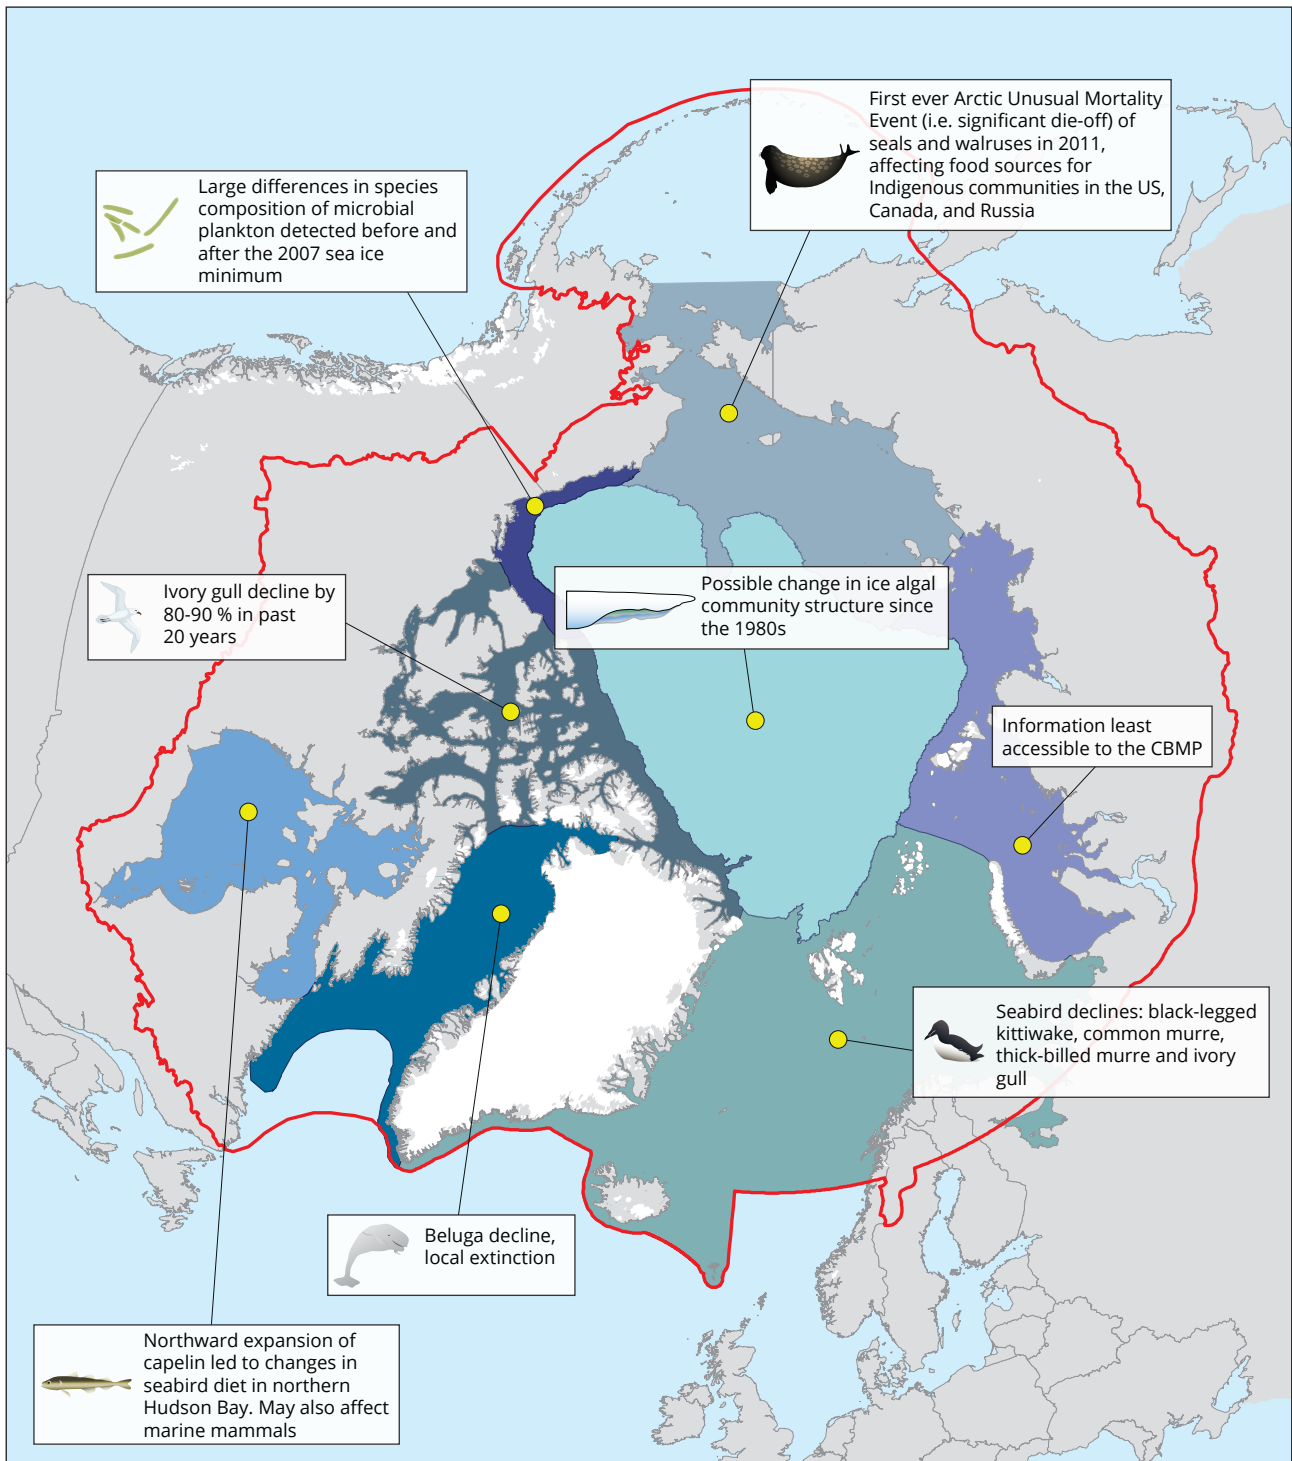 First ever Arctic Unusual Mortality
Event (i.e. significant die-off) of
seals and walruses in 2011,
affecting food sources for
Indigenous communities in the US,
Canada, and Russia
Large differences in species
composition of microbial
plankton detected before and
after the 2007 sea ice
minimum
Ivory gull decline by
80-90 % in past
20 years
Possible change in ice algal
community structure since
the 1980s
Information least
accessible to the CBMP
Seabird declines: black-legged
kittiwake, common murre,
thick-billed murre and ivory
gull
Beluga decline,
local extinction
Northward expansion of
capelin led to changes in
seabird diet in northern
Hudson Bay. May also affect
marine mammals